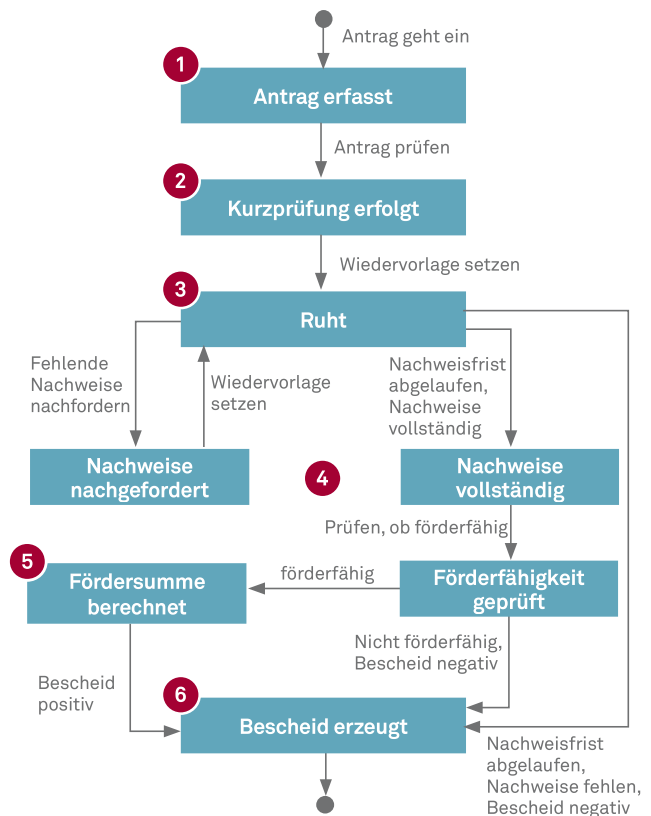 Antrag geht ein
1
Antrag erfasst
Antrag prüfen
2
Kurzprüfung erfolgt
Wiedervorlage setzen
3
Ruht
Fehlende
Nachweise
nachfordern
Wiedervorlage
setzen
Nachweisfrist
abgelaufen,
Nachweise
vollständig
Nachweise
nachgefordert
4
Nachweise
vollständig
Prüfen, ob förderfähig
5
Fördersumme
berechnet
förderfähig
Förderfähigkeit
geprüft
Nicht förderfähig,
Bescheid negativ
Bescheid
positiv
6
Bescheid erzeugt
Nachweisfrist
abgelaufen,
Nachweise fehlen,
Bescheid negativ